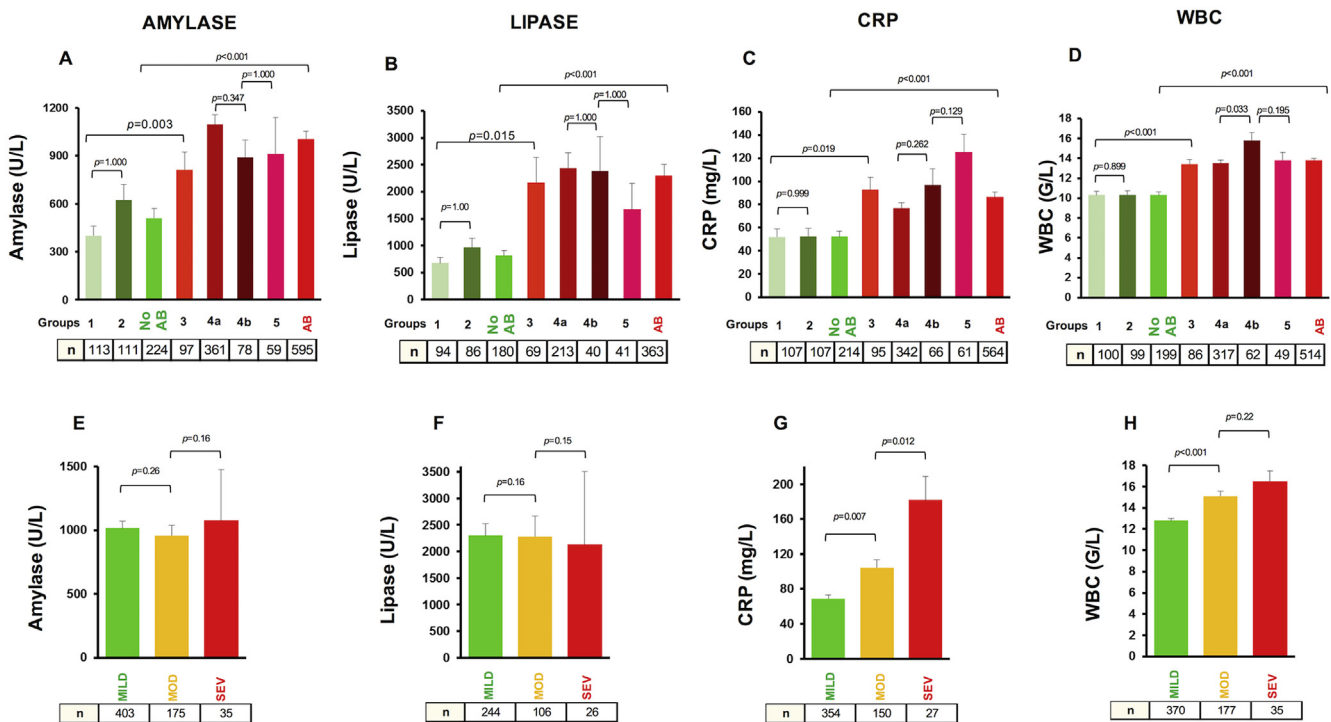 AMYLASE
LIPASE
CRP
WBC
A
p<0.001
p=1.000
p=0.347
p=0.003
p=1.000
Amylase (U/L)
1200
900
600
300
0
Groups 1 2 No AB 3 4a 4b 5 AB
n 113 111 224 97 361 78 59 595
B
p<0.001
p=1.000
p=1.000
p=0.015
p=1.00
Lipase (U/L)
3500
3000
2500
2000
1500
1000
500
0
Groups 1 2 No AB 3 4a 4b 5 AB
n 94 86 180 69 213 40 41 363
C
p<0.001
p=0.129
p=0.262
p=0.019
p=0.999
CRP (mg/L)
160
140
120
100
80
60
40
20
0
Groups 1 2 No AB 3 4a 4b 5 AB
n 107 107 214 95 342 66 61 564
D
p<0.001
p=0.033
p=0.195
p<0.001
p=0.899
WBC (G/L)
18
16
14
12
10
8
6
4
2
0
Groups 1 2 No AB 3 4a 4b 5 AB
n 100 99 199 86 317 62 49 514
E
p=0.16
p=0.26
Amylase (U/L)
1500
1000
500
0
MILD MOD SEV
n 403 175 35
F
p=0.15
p=0.16
Lipase (U/L)
3500
3000
2500
2000
1500
1000
500
0
MILD MOD SEV
n 244 106 26
G
p=0.012
p=0.007
CRP (mg/L)
200
160
120
80
40
0
MILD MOD SEV
n 354 150 27
H
p=0.22
p<0.001
WBC (G/L)
18
16
14
12
10
8
6
4
2
0
MILD MOD SEV
n 370 177 35